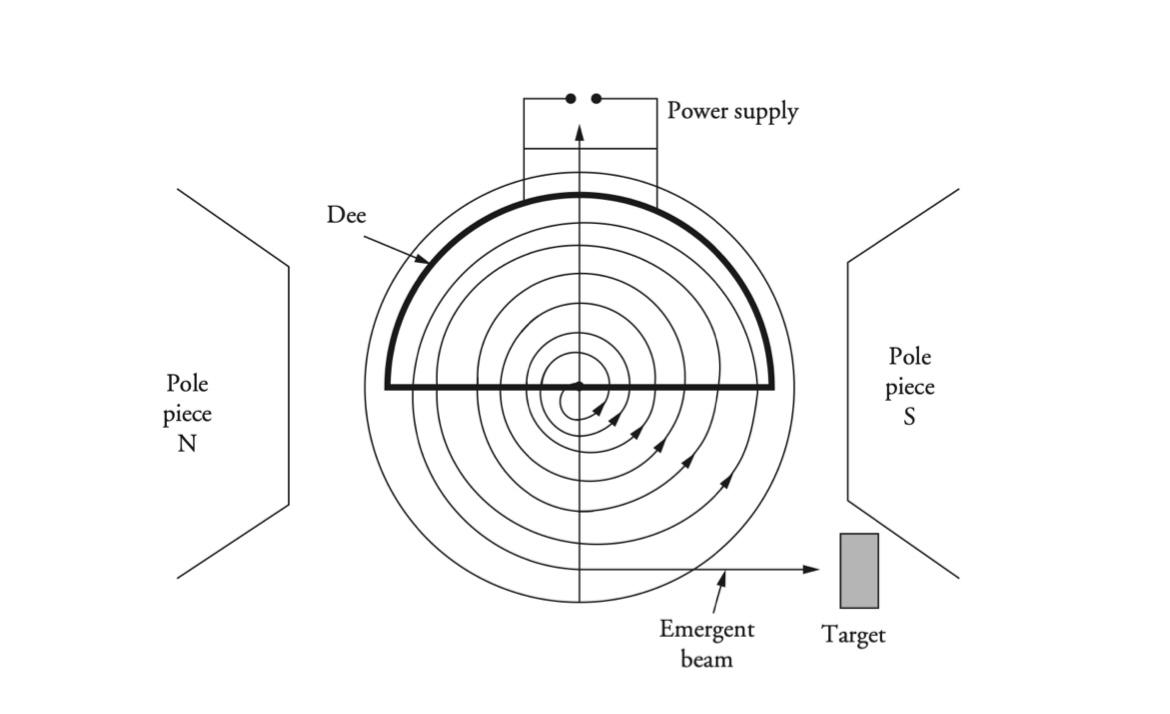 Power supply
Dee
Pole
piece
N
Pole
piece
S
Emergent
beam
Target